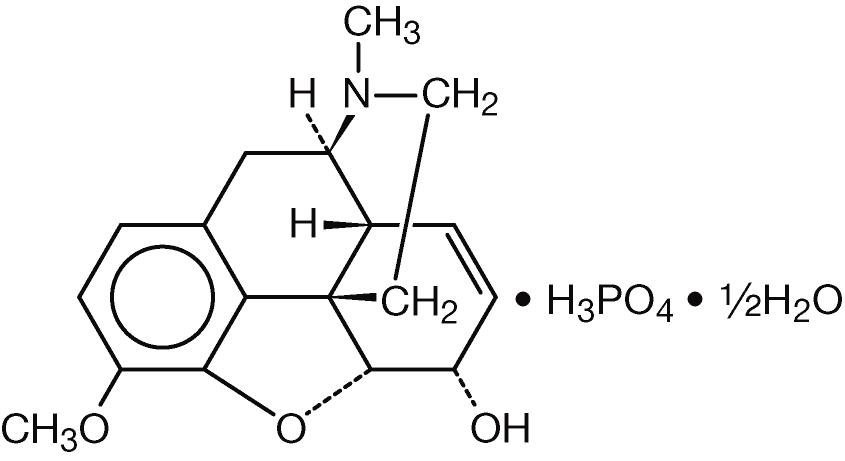 CH₃
H N CH₂
H
CH₂ • H₃PO₄ • ½H₂O
CH₃O O OH